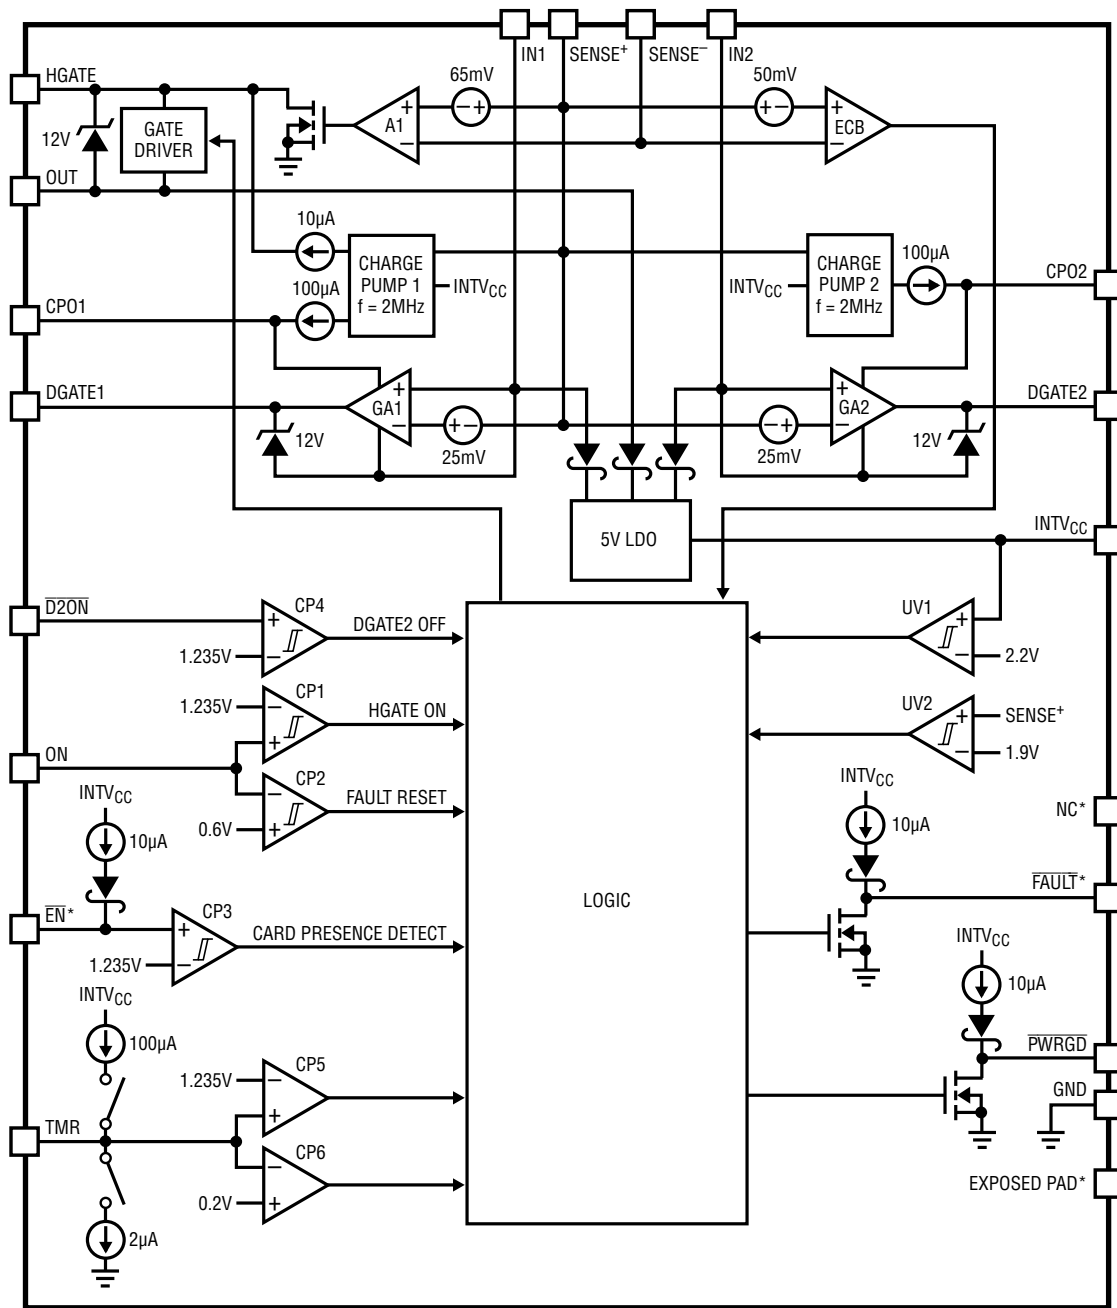 IN1
SENSE+
SENSE−
IN2
HGATE
65mV
50mV
− +
+ −
12V
GATE
DRIVER
A1
+
−
ECB
+
−
OUT
10µA
CHARGE
PUMP 1
f = 2MHz
INTVCC
100µA
CHARGE
PUMP 2
f = 2MHz
INTVCC
100µA
CPO2
CPO1
DGATE1
GA1
+
−
+ −
25mV
− +
25mV
GA2
+
−
DGATE2
12V
12V
5V LDO
INTVCC
D2ON
CP4
+
−
1.235V
DGATE2 OFF
UV1
+
−
2.2V
CP1
1.235V
−
+
HGATE ON
UV2
+
−
SENSE+
1.9V
ON
CP2
−
+
0.6V
FAULT RESET
INTVCC
10µA
INTVCC
10µA
NC*
FAULT*
LOGIC
EN*
CP3
+
−
1.235V
CARD PRESENCE DETECT
INTVCC
10µA
PWRGD
INTVCC
100µA
CP5
1.235V
−
+
GND
TMR
CP6
−
+
0.2V
EXPOSED PAD*
2µA